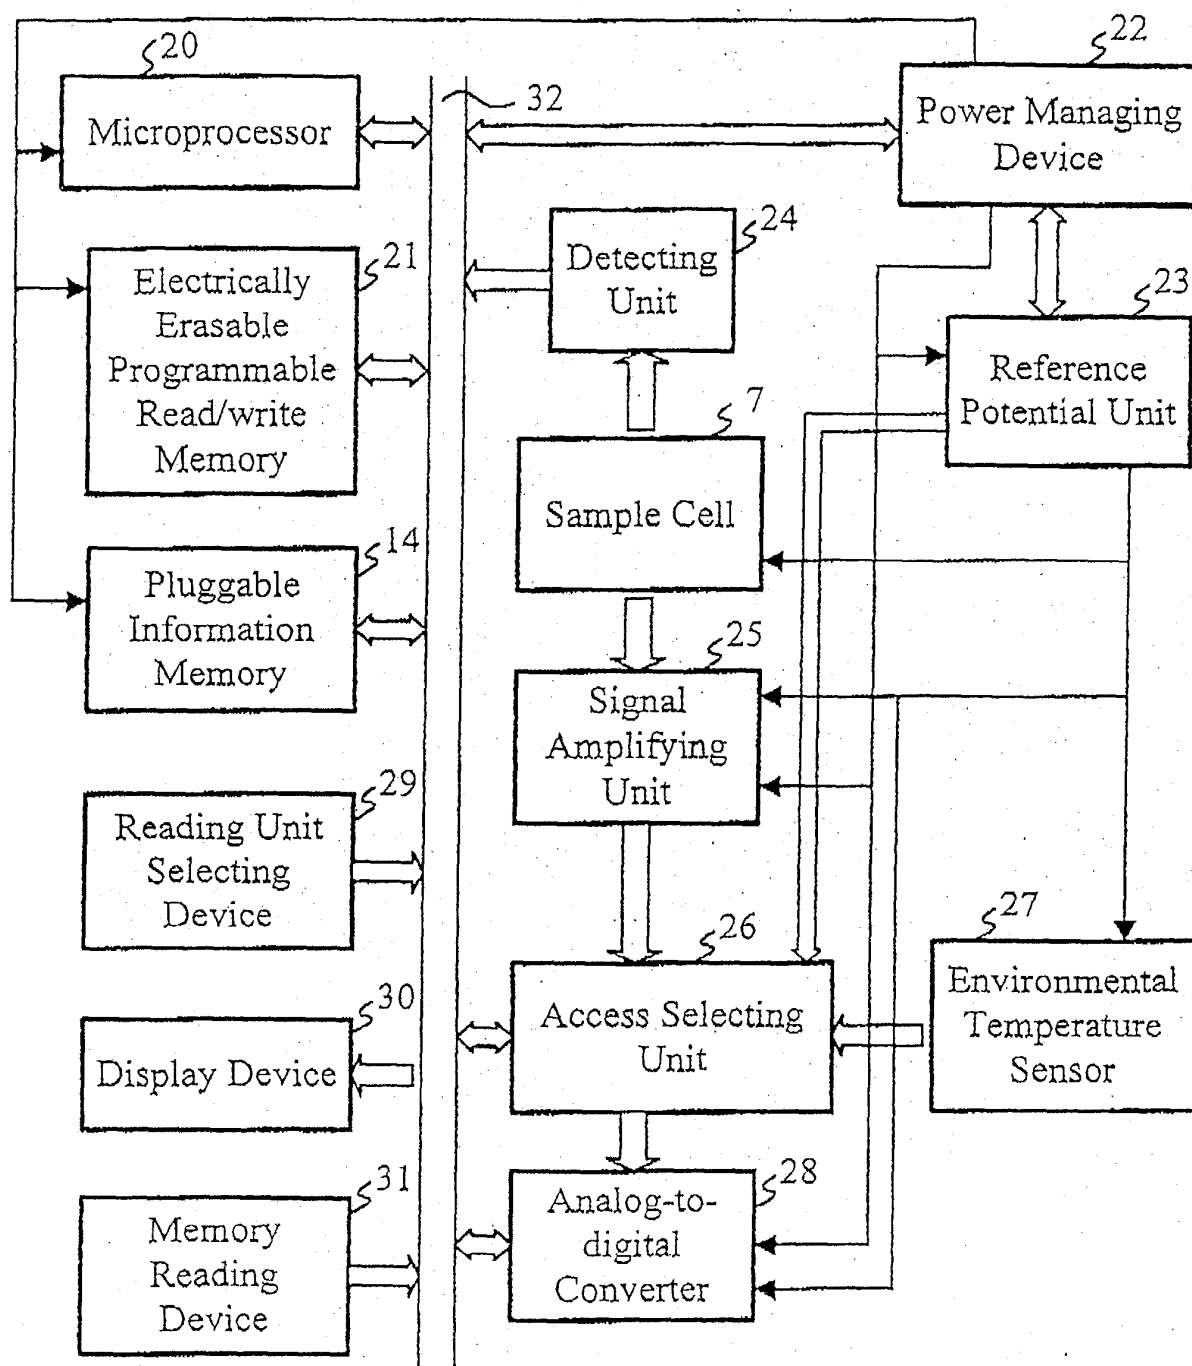 20
Microprocessor
32
22
Power Managing
Device
21
Electrically
Erasable
Programmable
Read/write
Memory
24
Detecting
Unit
23
Reference
Potential Unit
7
Sample Cell
14
Pluggable
Information
Memory
25
Signal
Amplifying
Unit
29
Reading Unit
Selecting
Device
26
Access Selecting
Unit
27
Environmental
Temperature
Sensor
30
Display Device
31
Memory
Reading
Device
28
Analog-to-
digital
Converter